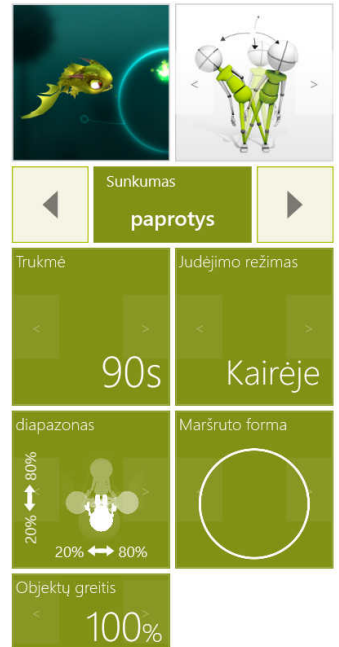 Sunkumas
paprotys
Trukmė
90s
Judėjimo režimas
Kairėje
diapazonas
20% 80%
20% 80%
Maršruto forma
Objektų greitis
100%